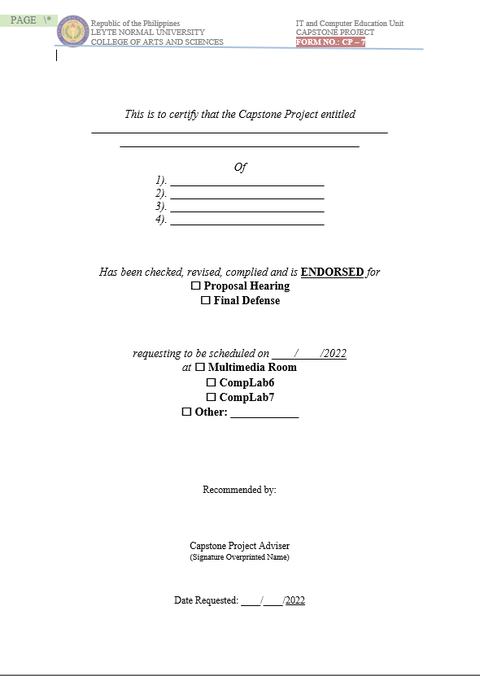 PAGE \*
Republic of the Philippines
LEYTE NORMAL UNIVERSITY
COLLEGE OF ARTS AND SCIENCES
IT and Computer Education Unit
CAPSTONE PROJECT
FORM NO.: CP – 7
This is to certify that the Capstone Project entitled
Of
1). ____________________________
2). ____________________________
3). ____________________________
4). ____________________________
Has been checked, revised, complied and is ENDORSED for
☐ Proposal Hearing
☐ Final Defense
requesting to be scheduled on ____/____/2022
at ☐ Multimedia Room
☐ CompLab6
☐ CompLab7
☐ Other: ____________
Recommended by:
Capstone Project Adviser
(Signature Overprinted Name)
Date Requested: ____/____/2022